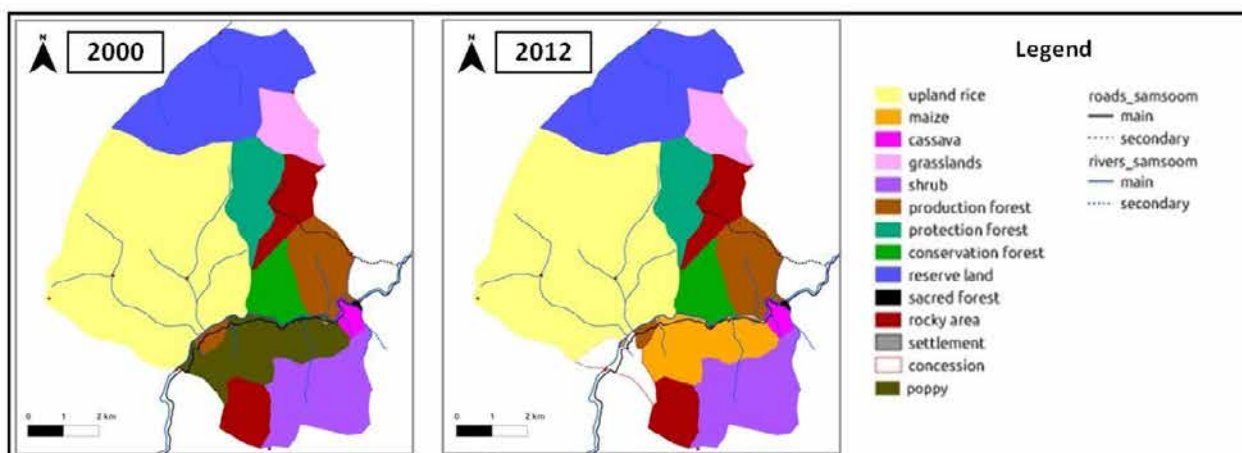 N
2000
0 1 2 km
N
2012
0 1 2 km
Legend
upland rice
maize
cassava
grasslands
shrub
production forest
protection forest
conservation forest
reserve land
sacred forest
rocky area
settlement
concession
poppy
roads_samsoom
main
secondary
rivers_samsoom
main
secondary